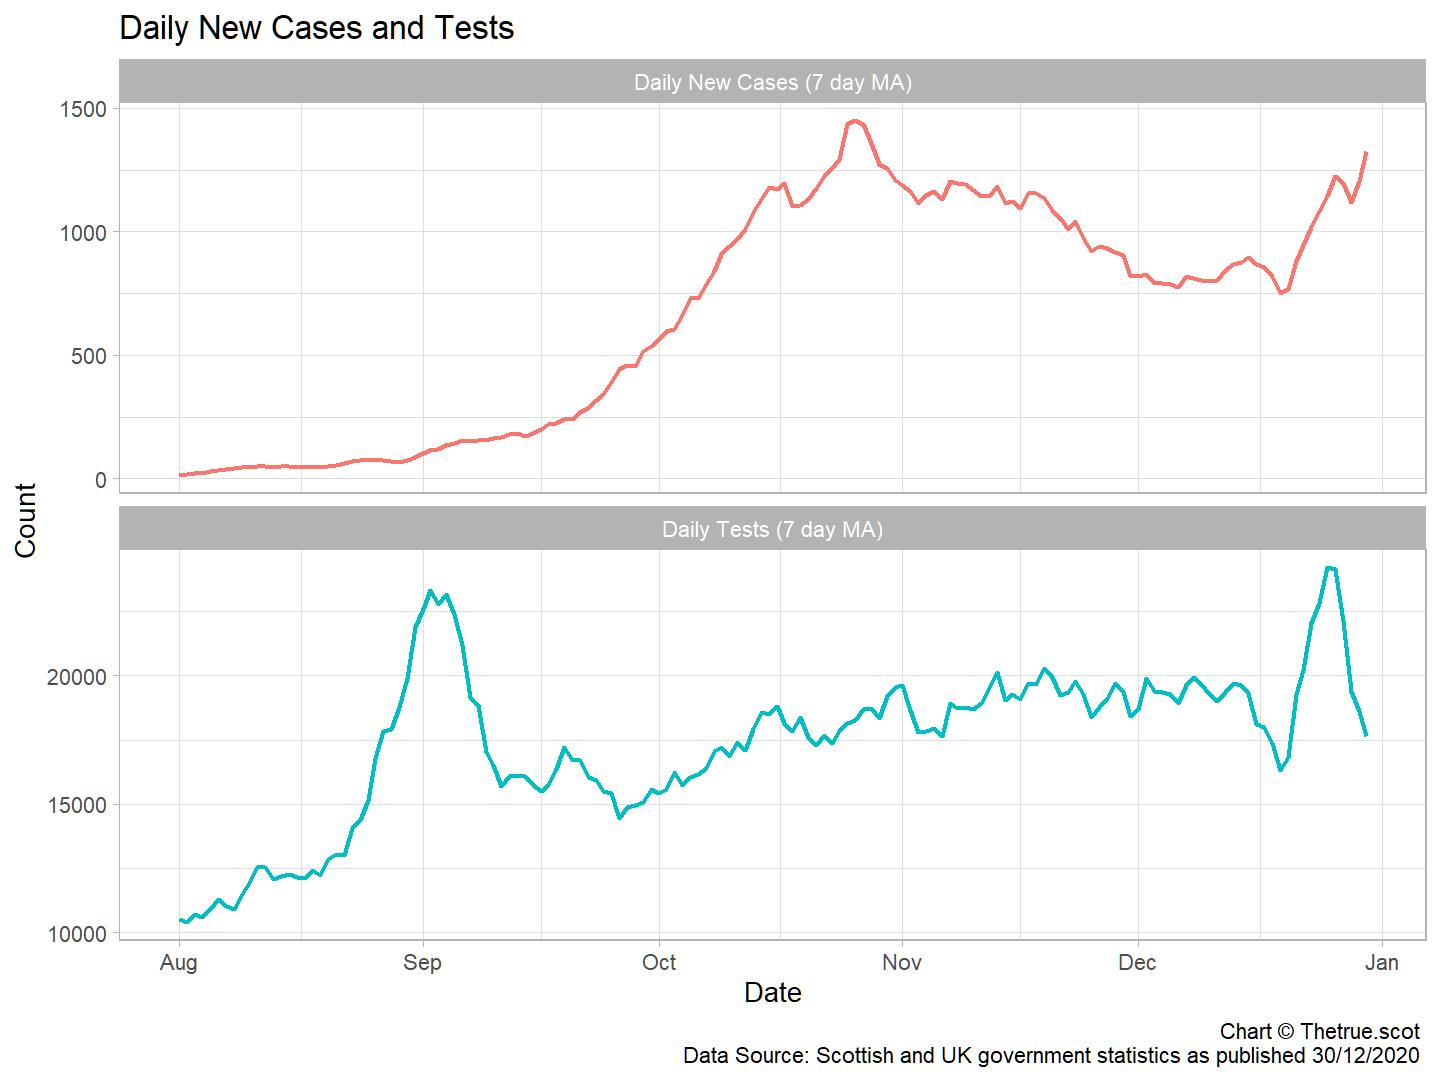 Daily New Cases and Tests
Daily New Cases (7 day MA)
1500
1000
500
0
Count
Daily Tests (7 day MA)
20000
15000
10000
Aug Sep Oct Nov Dec Jan
Date
Chart © Thetrue.scot
Data Source: Scottish and UK government statistics as published 30/12/2020